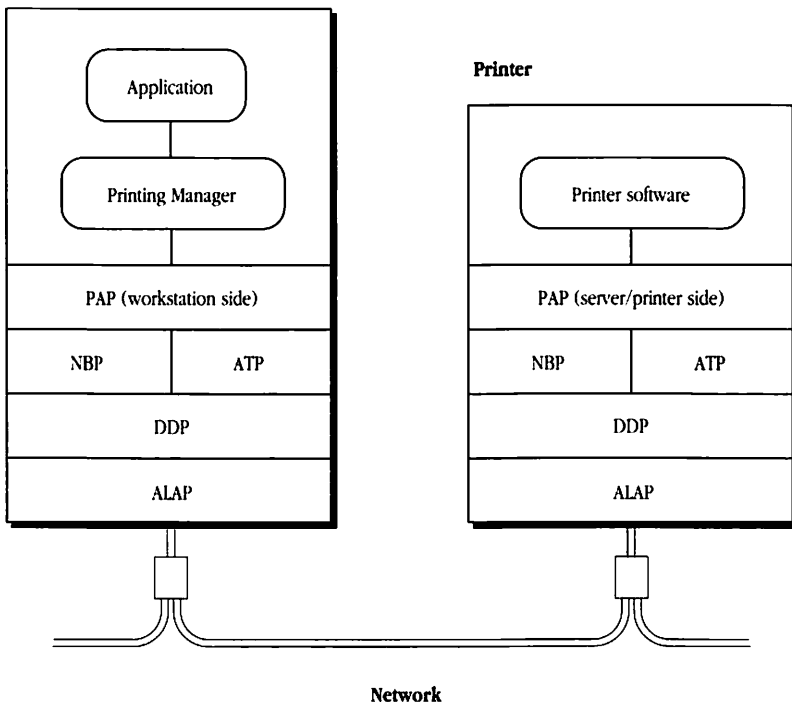 Application
Printing Manager
PAP (workstation side)
NBP
ATP
DDP
ALAP
Printer
Printer software
PAP (server/printer side)
NBP
ATP
DDP
ALAP
Network